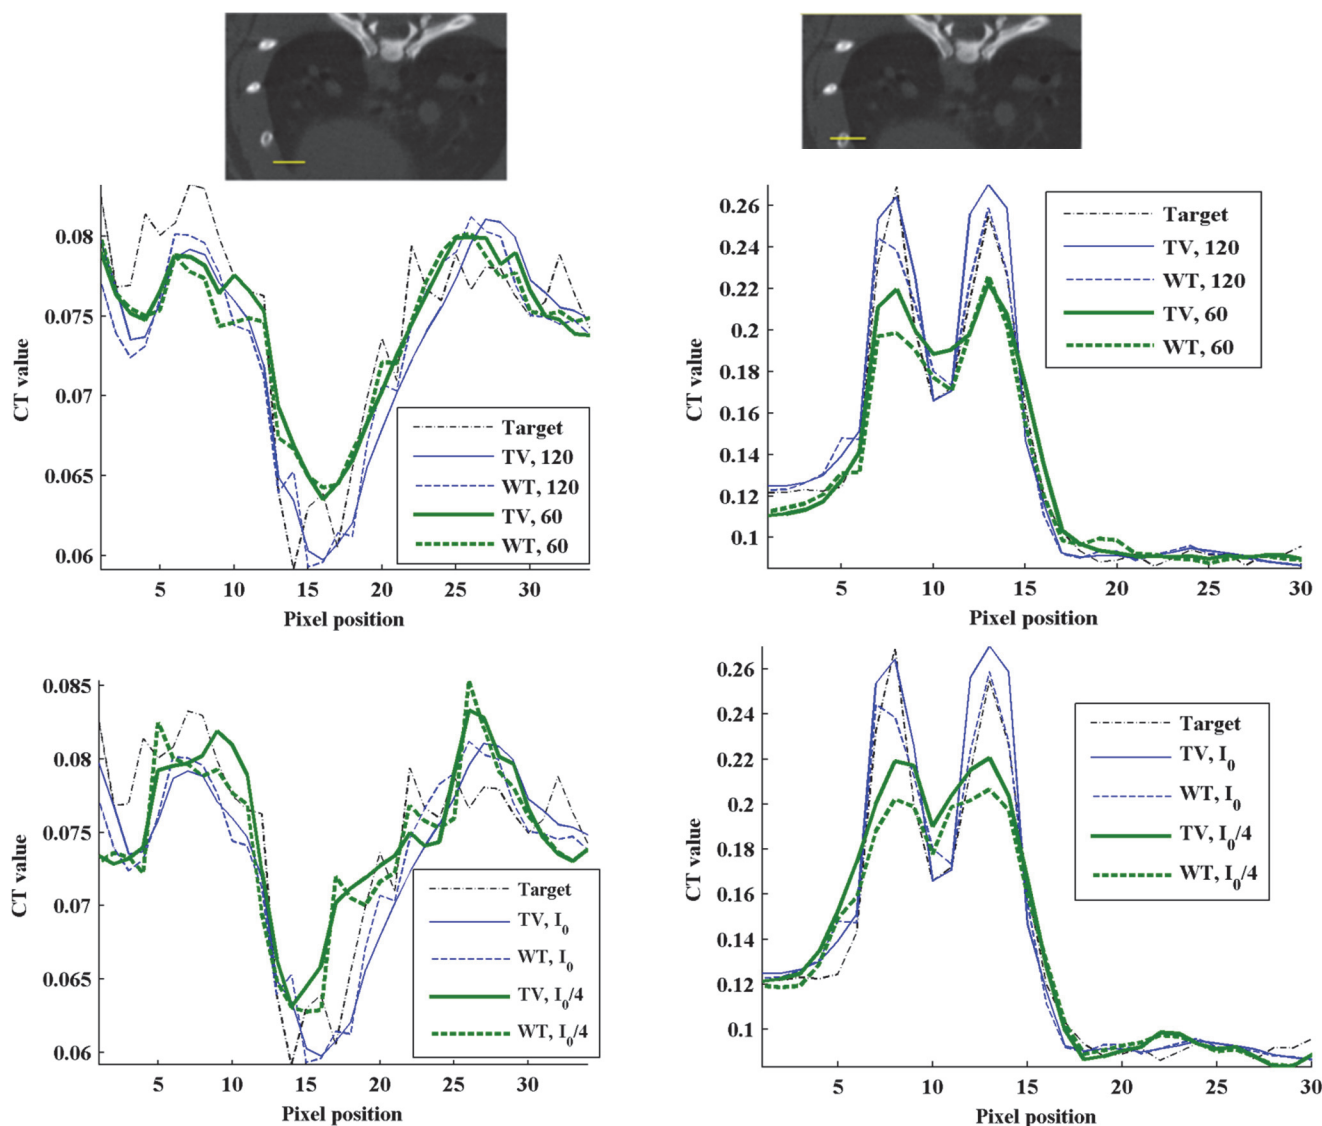 0.08
0.075
0.07
0.065
0.06
CT value
5 10 15 20 25 30
Pixel position
Target
TV, 120
WT, 120
TV, 60
WT, 60
0.26
0.24
0.22
0.2
0.18
0.16
0.14
0.12
0.1
CT value
5 10 15 20 25 30
Pixel position
Target
TV, 120
WT, 120
TV, 60
WT, 60
0.085
0.08
0.075
0.07
0.065
0.06
CT value
5 10 15 20 25 30
Pixel position
Target
TV, I0
WT, I0
TV, I0/4
WT, I0/4
0.26
0.24
0.22
0.2
0.18
0.16
0.14
0.12
0.1
CT value
5 10 15 20 25 30
Pixel position
Target
TV, I0
WT, I0
TV, I0/4
WT, I0/4